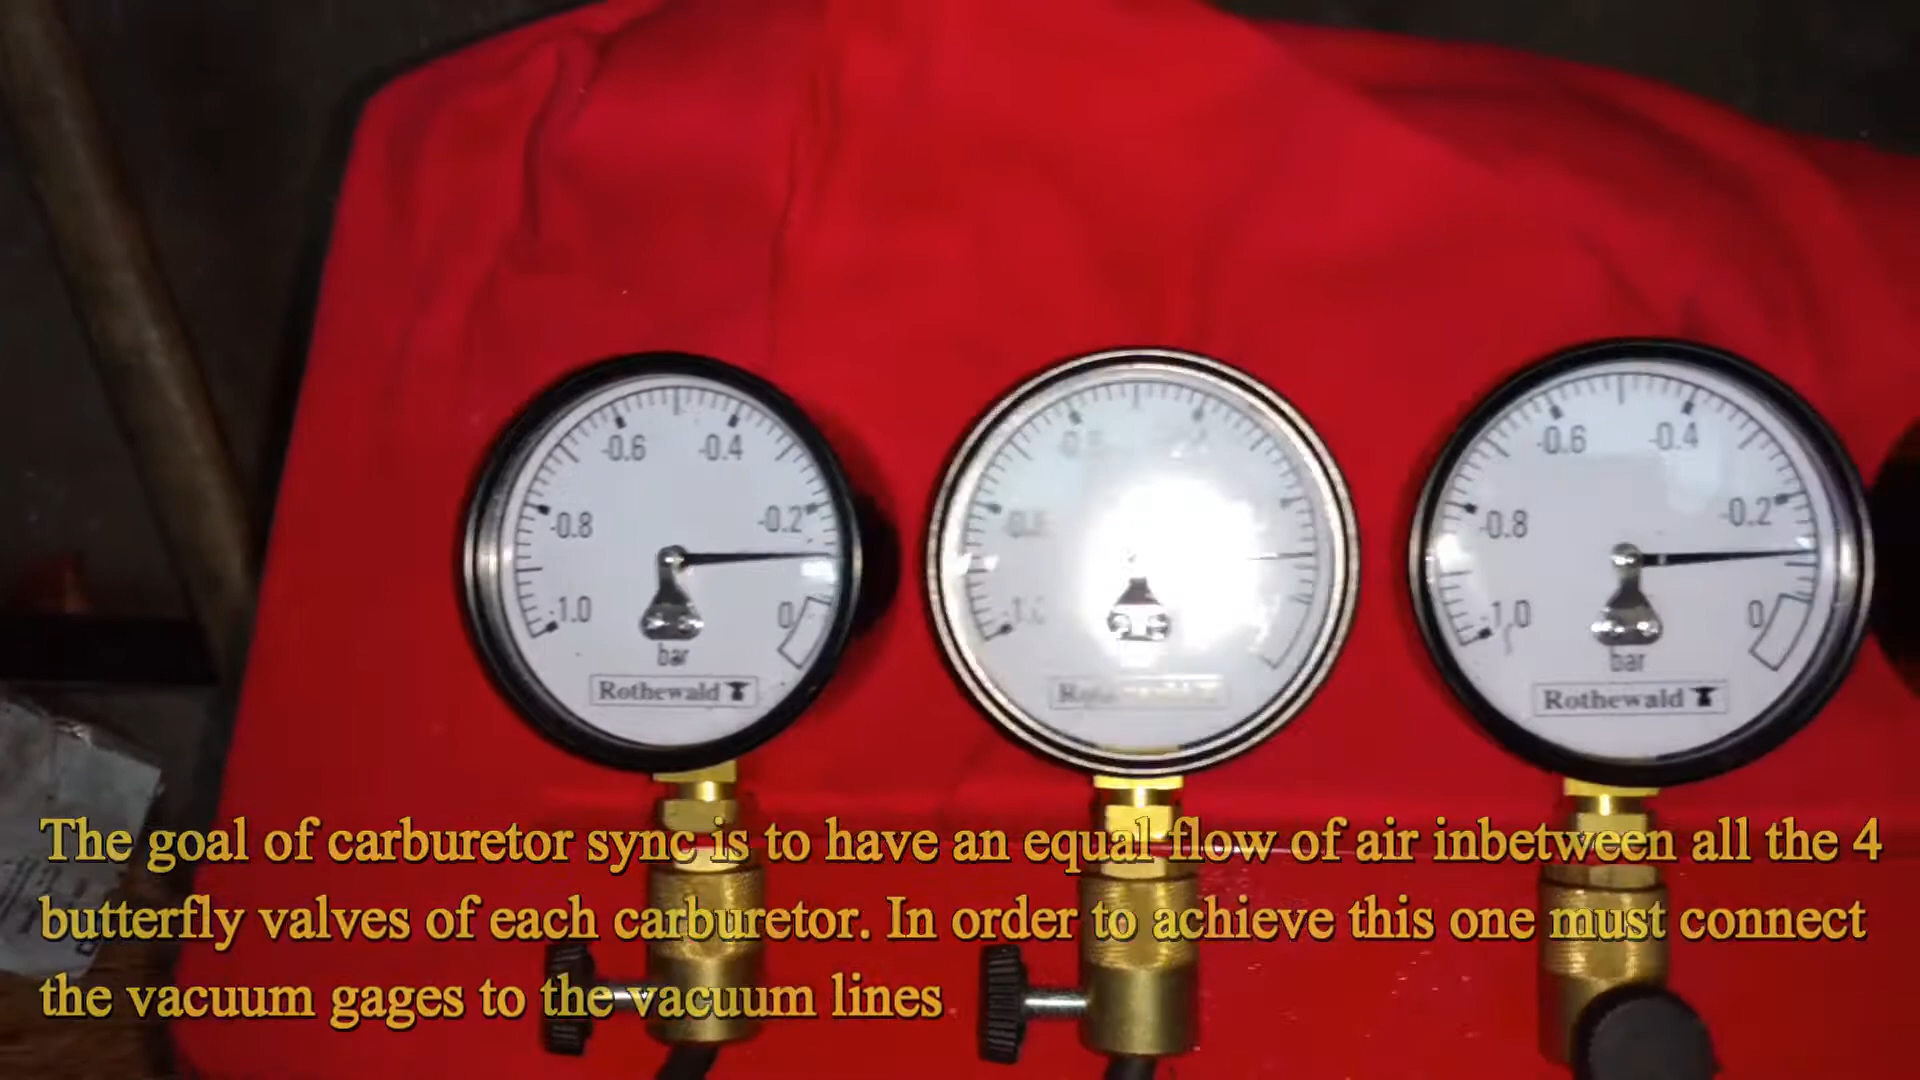 -0.6 -0.4
-0.8 -0.2
-1.0 0
bar
Rothewald
-0.6 -0.4
-0.8 -0.2
-1.0 0
bar
Rothewald
The goal of carburetor sync is to have an equal flow of air inbetween all the 4
butterfly valves of each carburetor. In order to achieve this one must connect
the vacuum gages to the vacuum lines